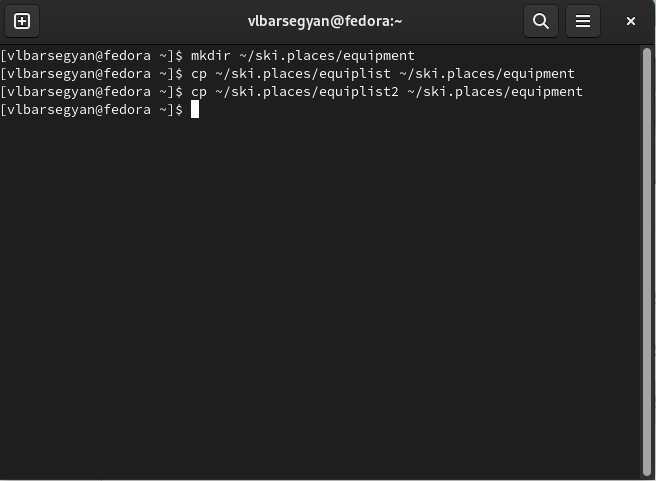 vlbarsegyan@fedora:~
[vlbarsegyan@fedora ~]$ mkdir ~/ski.places/equipment
[vlbarsegyan@fedora ~]$ cp ~/ski.places/equiplist ~/ski.places/equipment
[vlbarsegyan@fedora ~]$ cp ~/ski.places/equiplist2 ~/ski.places/equipment
[vlbarsegyan@fedora ~]$